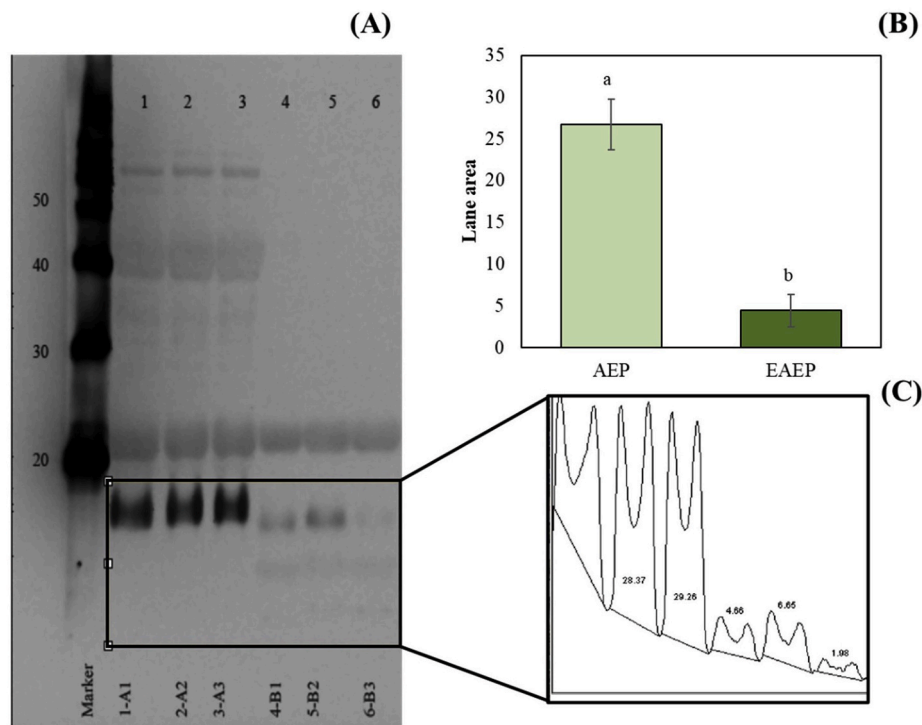 (A)
1 2 3 4 5 6
50
40
30
20
Marker
1-A1
2-A2
3-A3
4-B1
5-B2
6-B3
(B)
35
30
25
20
15
10
5
0
Lane area
a
b
AEP EAEP
(C)
28.37
29.26
4.66
6.65
1.98